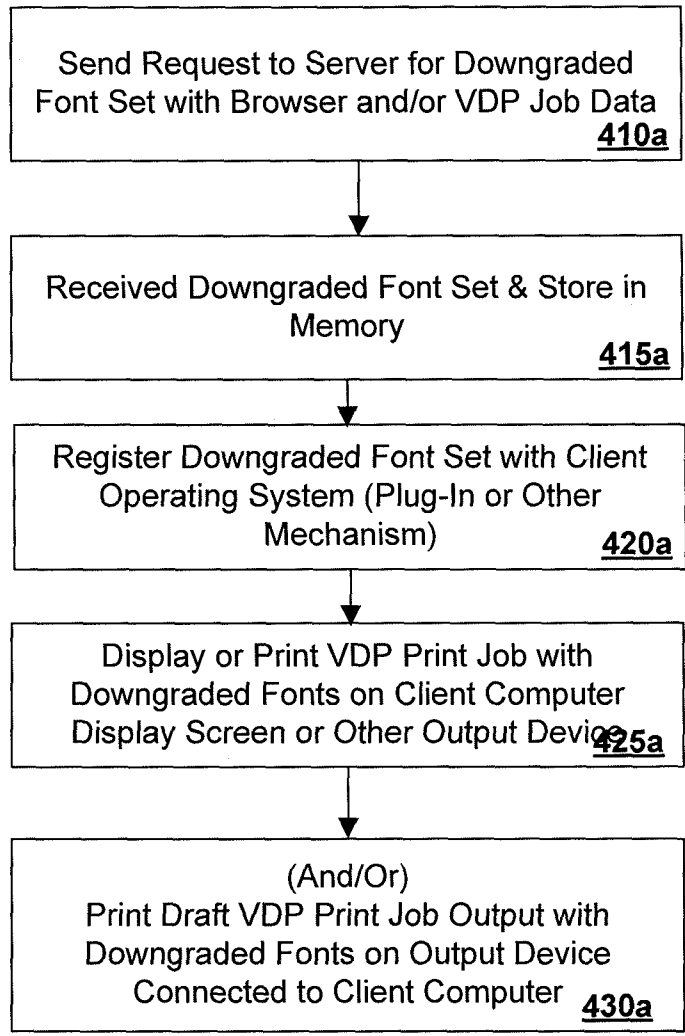 Send Request to Server for Downgraded
Font Set with Browser and/or VDP Job Data
410a
Received Downgraded Font Set & Store in
Memory
415a
Register Downgraded Font Set with Client
Operating System (Plug-In or Other
Mechanism)
420a
Display or Print VDP Print Job with
Downgraded Fonts on Client Computer
Display Screen or Other Output Device
425a
(And/Or)
Print Draft VDP Print Job Output with
Downgraded Fonts on Output Device
Connected to Client Computer
430a